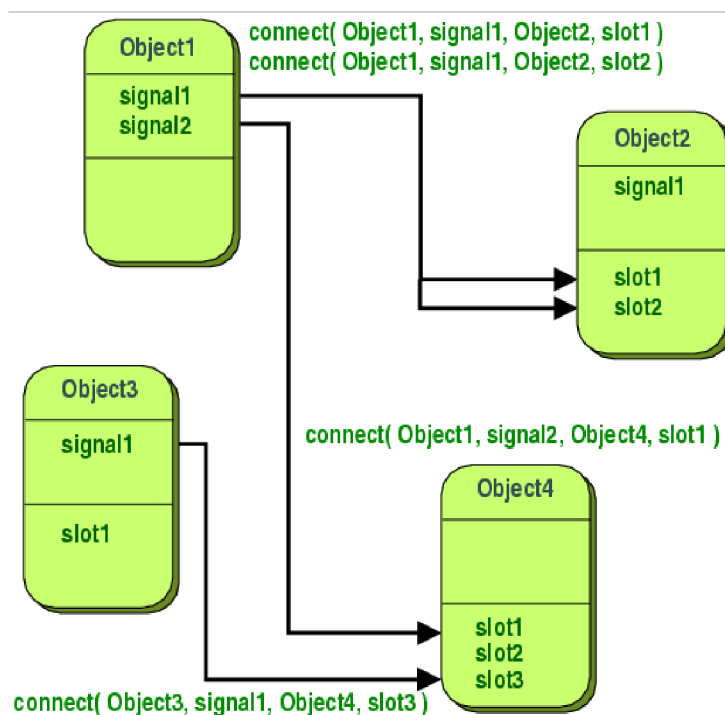 Object1
connect( Object1, signal1, Object2, slot1 )
connect( Object1, signal1, Object2, slot2 )
signal1
signal2
Object2
signal1
slot1
slot2
Object3
signal1
slot1
connect( Object1, signal2, Object4, slot1 )
Object4
slot1
slot2
slot3
connect( Object3, signal1, Object4, slot3 )